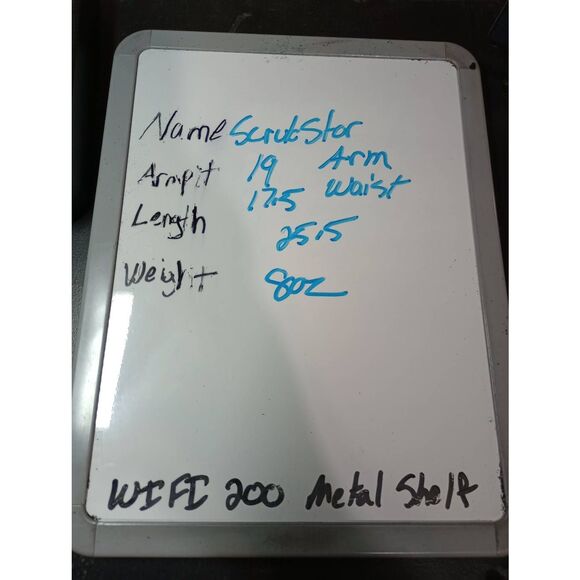 Name ScrubStar
Armpit 19 Arm
17.5 Waist
Length 25.5
Weight 8oz
WIFI 200 Metal Shelf